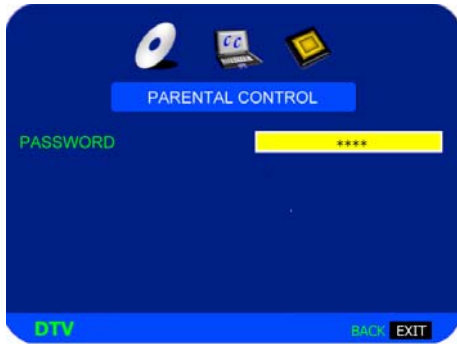 CC
PARENTAL CONTROL
PASSWORD ****
DTV BACK EXIT